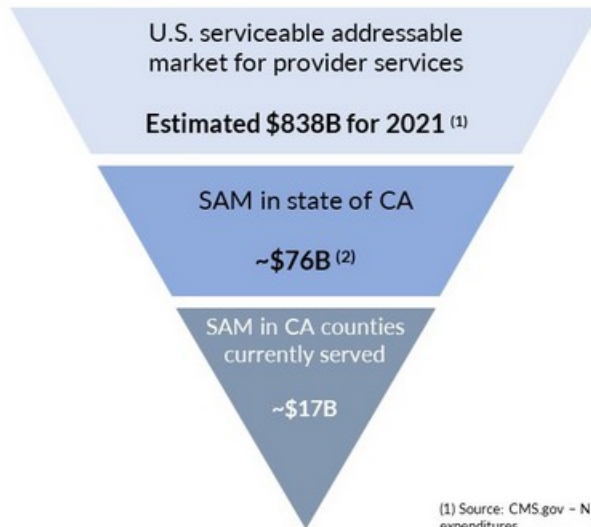 U.S. serviceable addressable
market for provider services
Estimated $838B for 2021 (1)
SAM in state of CA
~$76B (2)
SAM in CA counties
currently served
~$17B
(1) Source: CMS.gov – N
expenditures